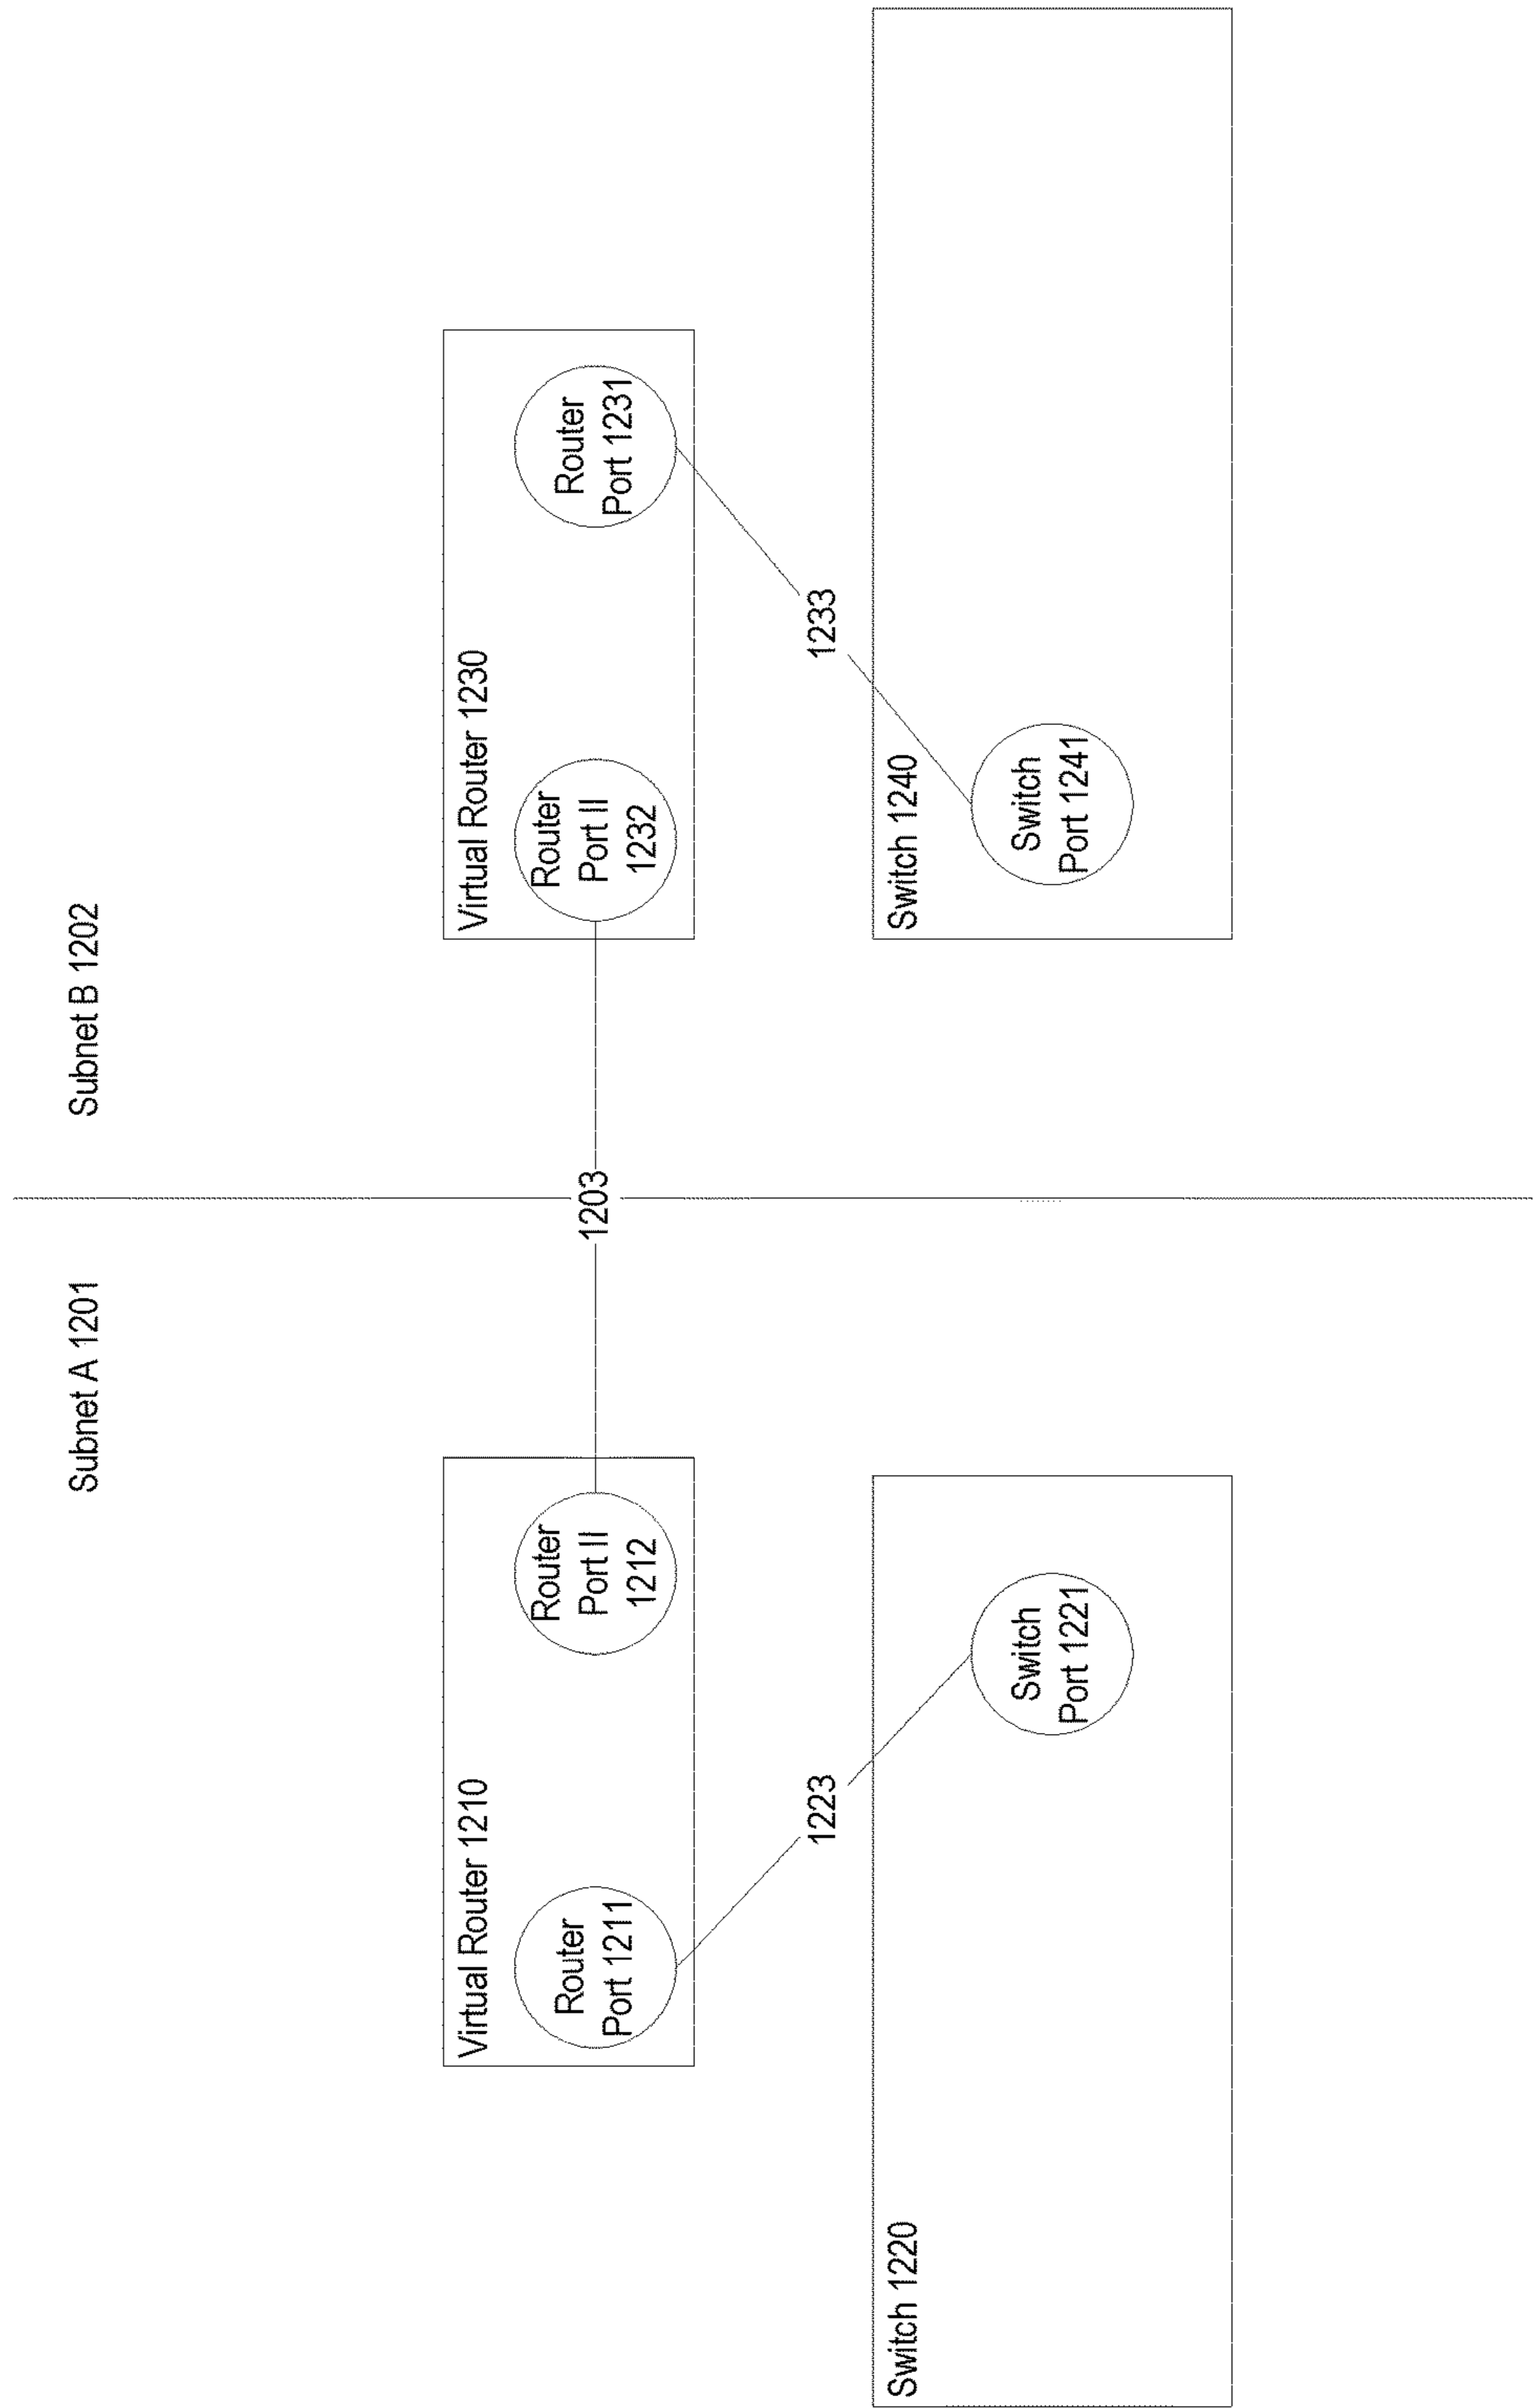 Subnet A 1201
Subnet B 1202
Virtual Router 1210
Router
Port 1211
Router
Port II
1212
1203
Virtual Router 1230
Router
Port II
1232
Router
Port 1231
1223
1233
Switch 1220
Switch
Port 1221
Switch 1240
Switch
Port 1241